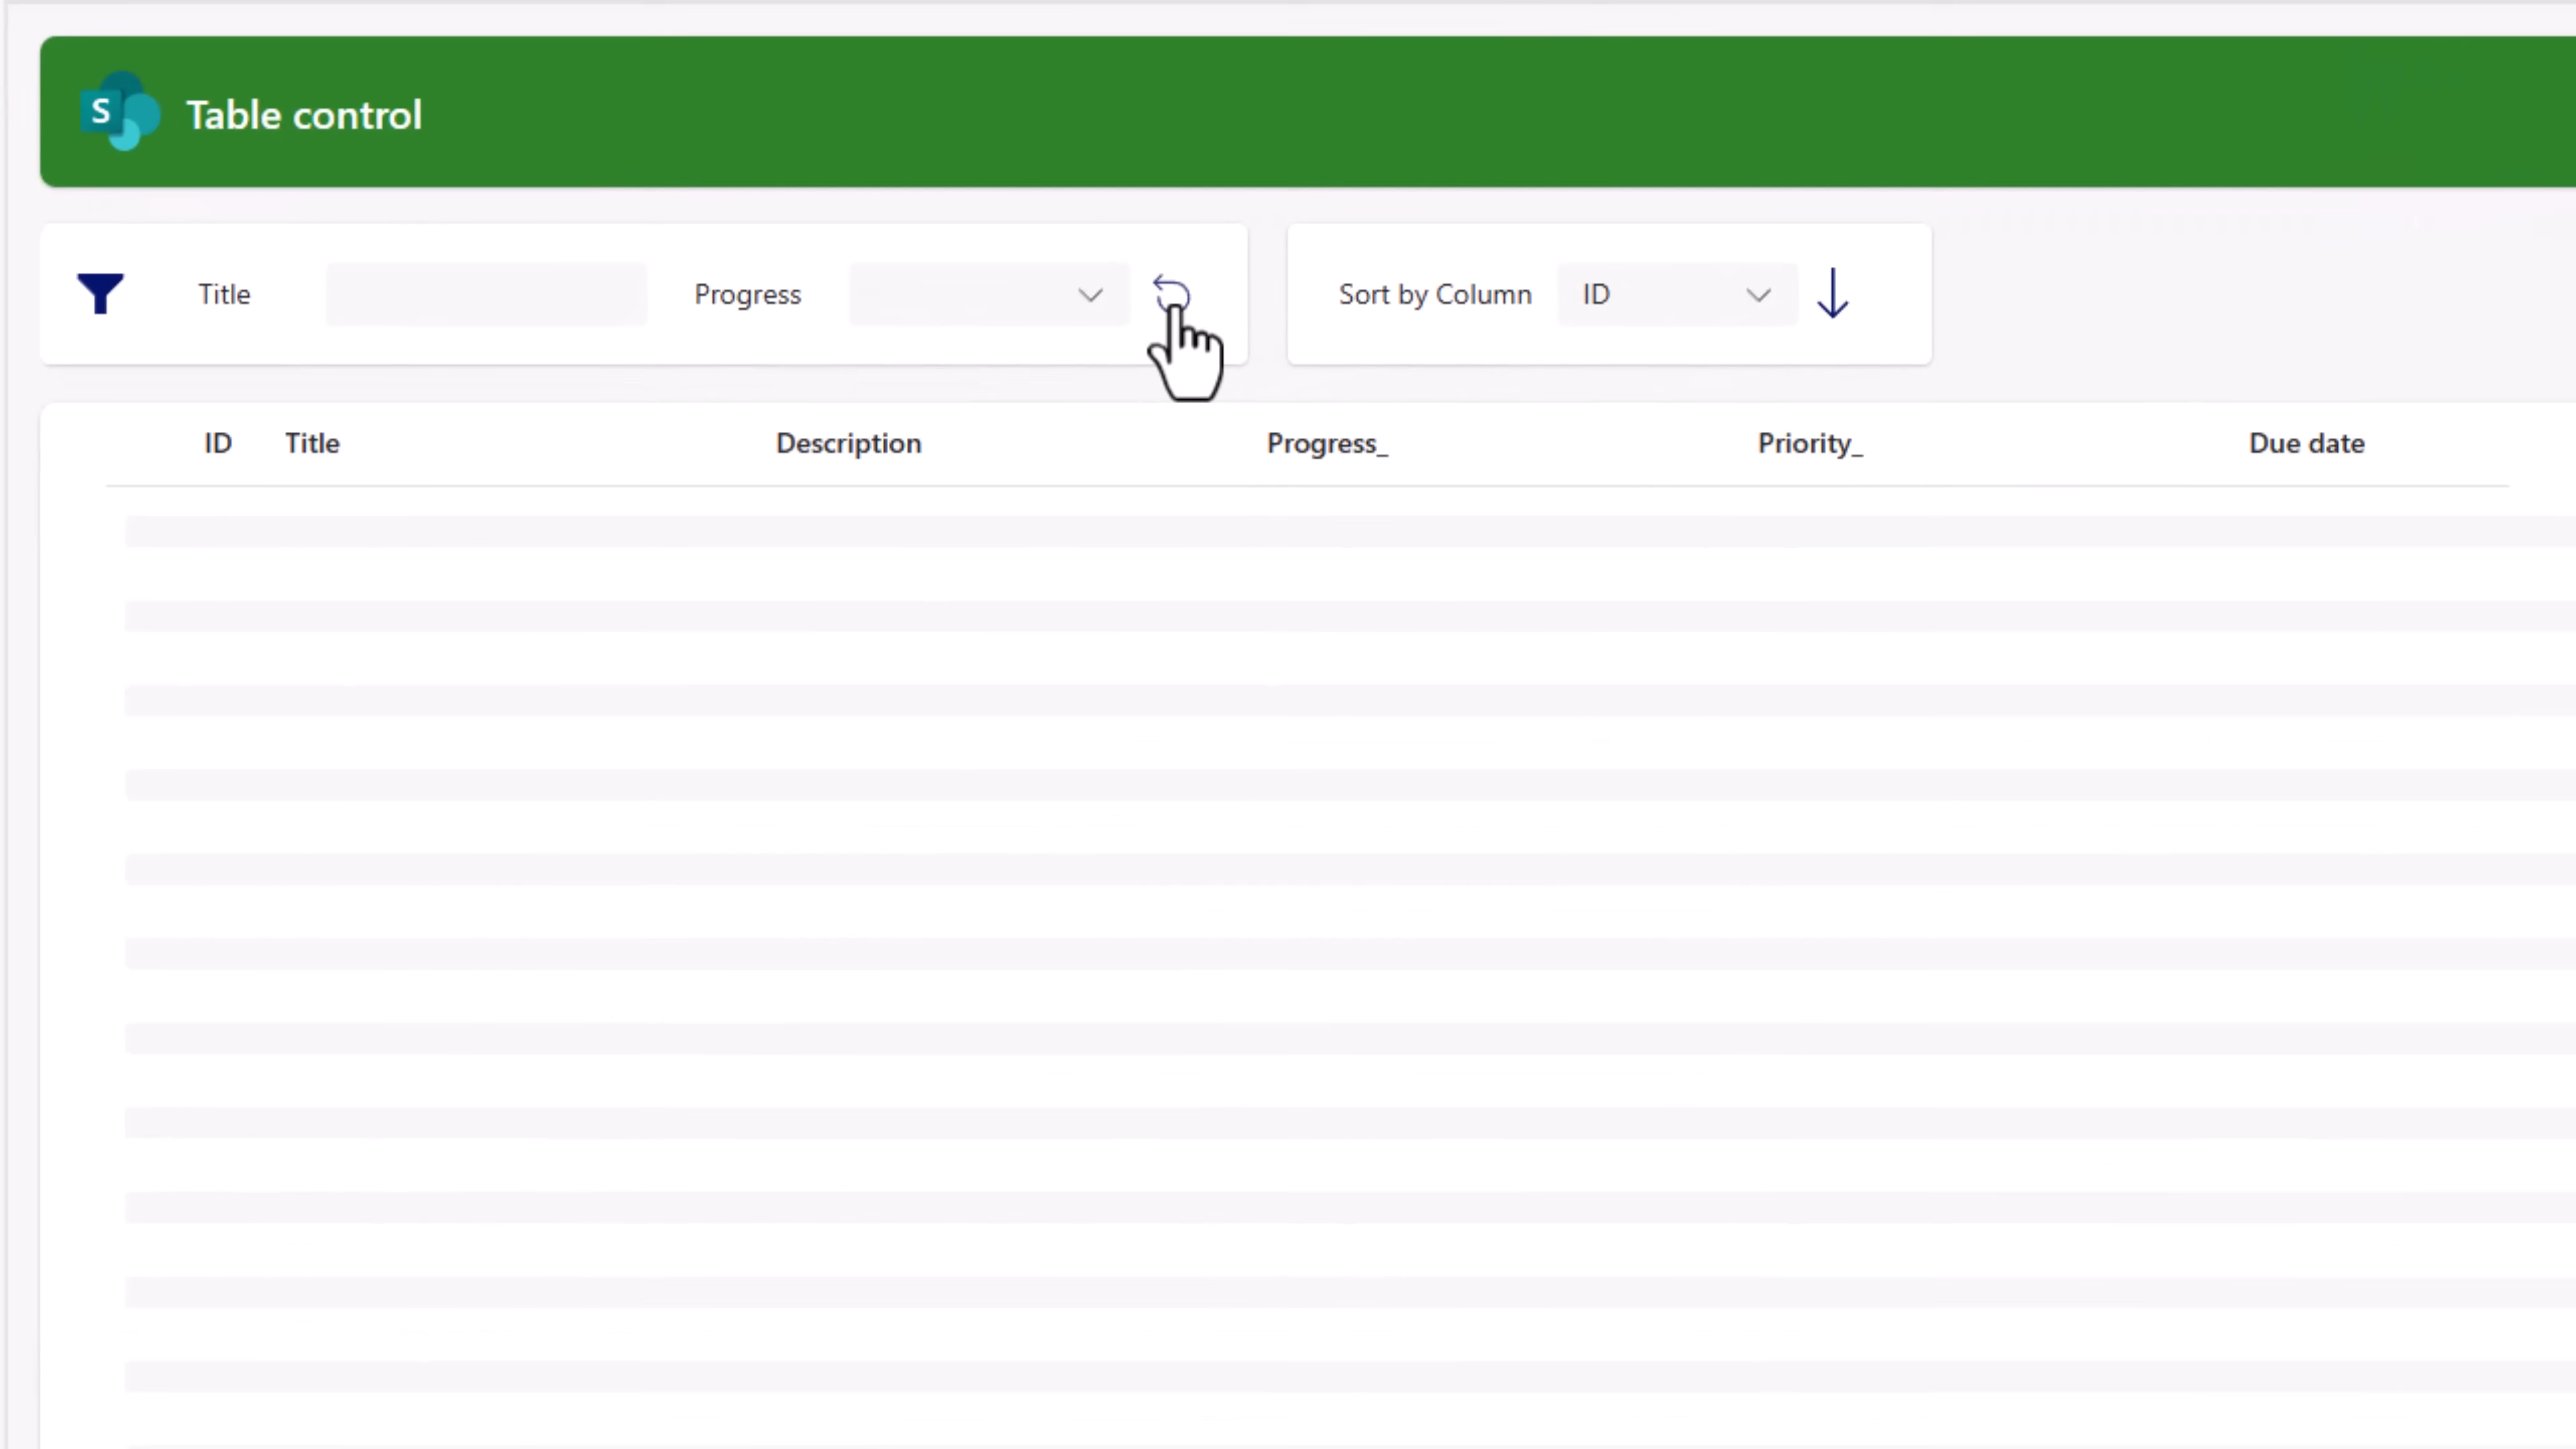 S Table control
Title Progress Sort by Column ID
ID Title Description Progress_ Priority_ Due date